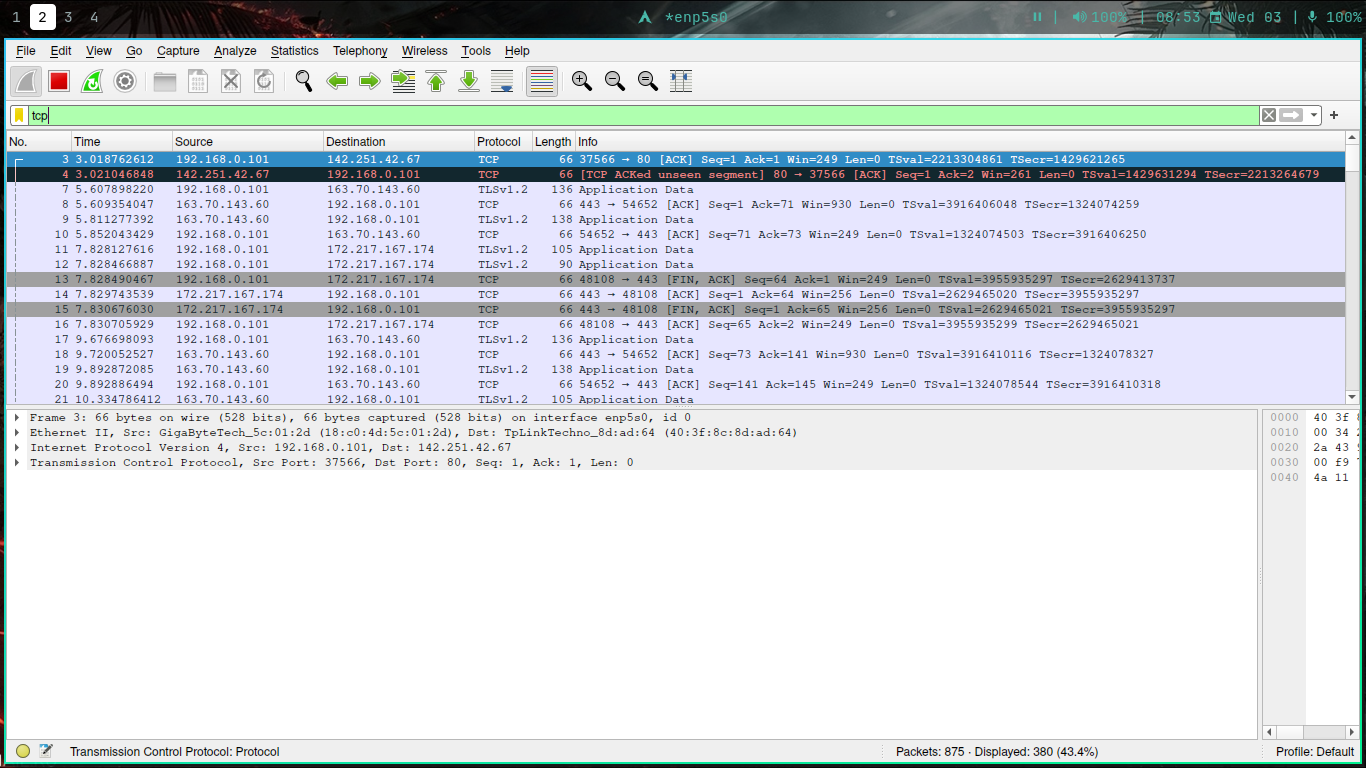 1 2 3 4 *enp5s0 100% | 08:53 Wed 03 | 100%
File Edit View Go Capture Analyze Statistics Telephony Wireless Tools Help
tcp
No. Time Source Destination Protocol Length Info
3 3.018762612 192.168.0.101 142.251.42.67 TCP 66 37566 → 80 [ACK] Seq=1 Ack=1 Win=249 Len=0 TSval=2213304861 TSecr=1429621265
4 3.021046848 142.251.42.67 192.168.0.101 TCP 66 [TCP ACKed unseen segment] 80 → 37566 [ACK] Seq=1 Ack=2 Win=261 Len=0 TSval=1429631294 TSecr=2213264679
7 5.607898220 192.168.0.101 163.70.143.60 TLSv1.2 136 Application Data
8 5.609354047 163.70.143.60 192.168.0.101 TCP 66 443 → 54652 [ACK] Seq=1 Ack=71 Win=930 Len=0 TSval=3916406048 TSecr=1324074259
9 5.811277392 163.70.143.60 192.168.0.101 TLSv1.2 138 Application Data
10 5.852043429 192.168.0.101 163.70.143.60 TCP 66 54652 → 443 [ACK] Seq=71 Ack=73 Win=249 Len=0 TSval=1324074503 TSecr=3916406250
11 7.828127616 192.168.0.101 172.217.167.174 TLSv1.2 105 Application Data
12 7.828466887 192.168.0.101 172.217.167.174 TLSv1.2 90 Application Data
13 7.828490467 192.168.0.101 172.217.167.174 TCP 66 48108 → 443 [FIN, ACK] Seq=64 Ack=1 Win=249 Len=0 TSval=3955935297 TSecr=2629413737
14 7.829743539 172.217.167.174 192.168.0.101 TCP 66 443 → 48108 [ACK] Seq=1 Ack=64 Win=256 Len=0 TSval=2629465020 TSecr=3955935297
15 7.830676030 172.217.167.174 192.168.0.101 TCP 66 443 → 48108 [FIN, ACK] Seq=1 Ack=65 Win=256 Len=0 TSval=2629465021 TSecr=3955935297
16 7.830705929 192.168.0.101 172.217.167.174 TCP 66 48108 → 443 [ACK] Seq=65 Ack=2 Win=249 Len=0 TSval=3955935299 TSecr=2629465021
17 9.676698093 192.168.0.101 163.70.143.60 TLSv1.2 136 Application Data
18 9.720052527 163.70.143.60 192.168.0.101 TCP 66 443 → 54652 [ACK] Seq=73 Ack=141 Win=930 Len=0 TSval=3916410116 TSecr=1324078327
19 9.892872085 163.70.143.60 192.168.0.101 TLSv1.2 138 Application Data
20 9.892886494 192.168.0.101 163.70.143.60 TCP 66 54652 → 443 [ACK] Seq=141 Ack=145 Win=249 Len=0 TSval=1324078544 TSecr=3916410318
21 10.334786412 192.168.0.101 163.70.143.60 TLSv1.2 105 Application Data
Frame 3: 66 bytes on wire (528 bits), 66 bytes captured (528 bits) on interface enp5s0, id 0
Ethernet II, Src: GigaByteTech_5c:01:2d (18:c0:4d:5c:01:2d), Dst: TpLinkTechno_8d:ad:64 (40:3f:8c:8d:ad:64)
Internet Protocol Version 4, Src: 192.168.0.101, Dst: 142.251.42.67
Transmission Control Protocol, Src Port: 37566, Dst Port: 80, Seq: 1, Ack: 1, Len: 0
0000 40 3f
0010 00 34
0020 2a 43
0030 00 f9
0040 4a 11
Transmission Control Protocol: Protocol Packets: 875 · Displayed: 380 (43.4%) Profile: Default